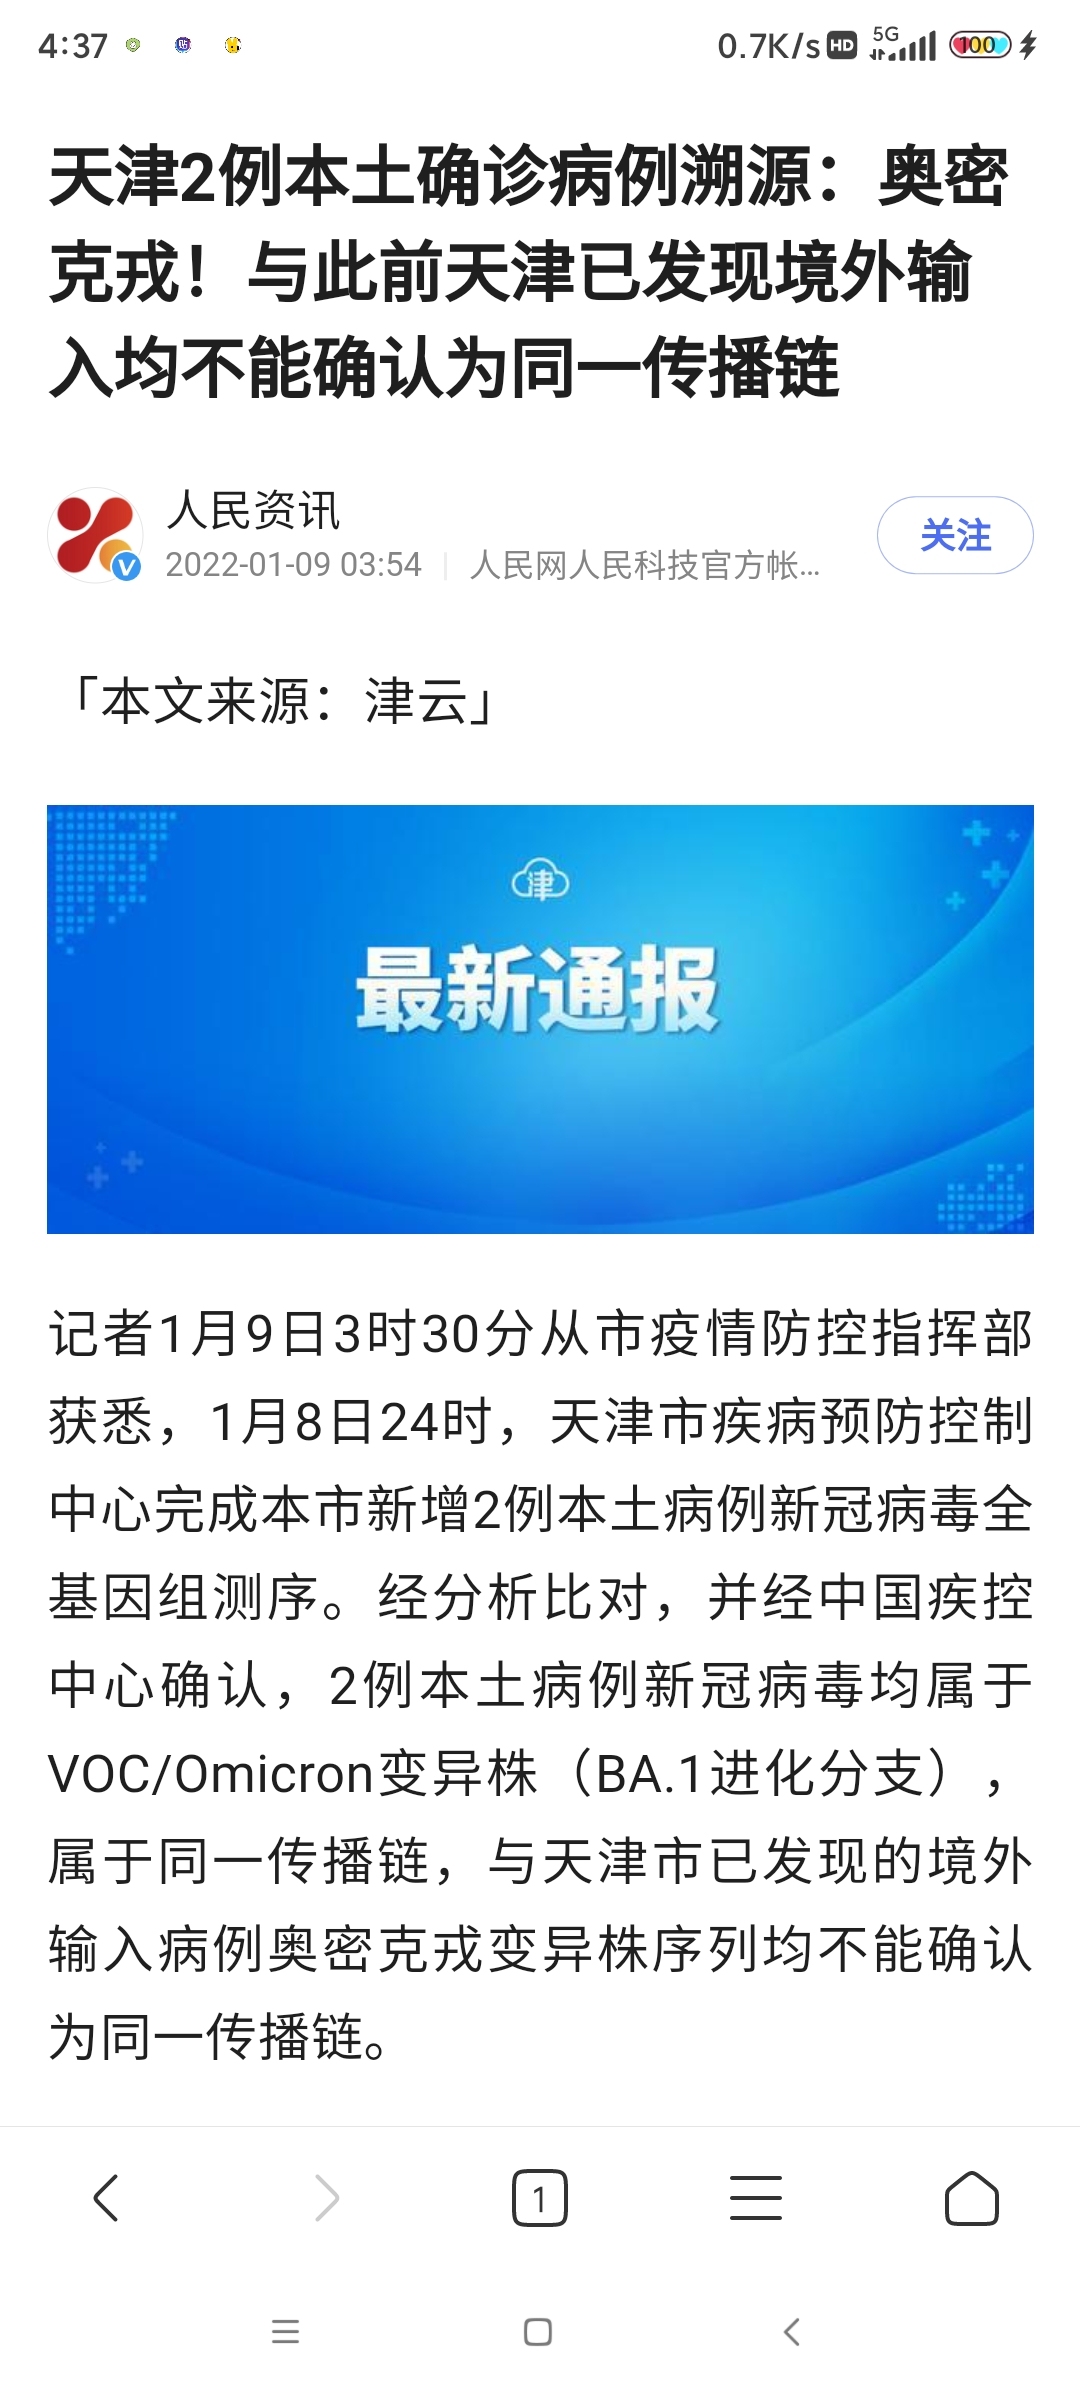 4:37
0.7K/s HD 5G 100
天津2例本土确诊病例溯源：奥密
克戎！与此前天津已发现境外输
入均不能确认为同一传播链
人民资讯
2022-01-09 03:54 人民网人民科技官方帐...
关注
「本文来源：津云」
津
最新通报
记者1月9日3时30分从市疫情防控指挥部
获悉，1月8日24时，天津市疾病预防控制
中心完成本市新增2例本土病例新冠病毒全
基因组测序。经分析比对，并经中国疾控
中心确认，2例本土病例新冠病毒均属于
VOC/Omicron变异株（BA.1进化分支），
属于同一传播链，与天津市已发现的境外
输入病例奥密克戎变异株序列均不能确认
为同一传播链。
1